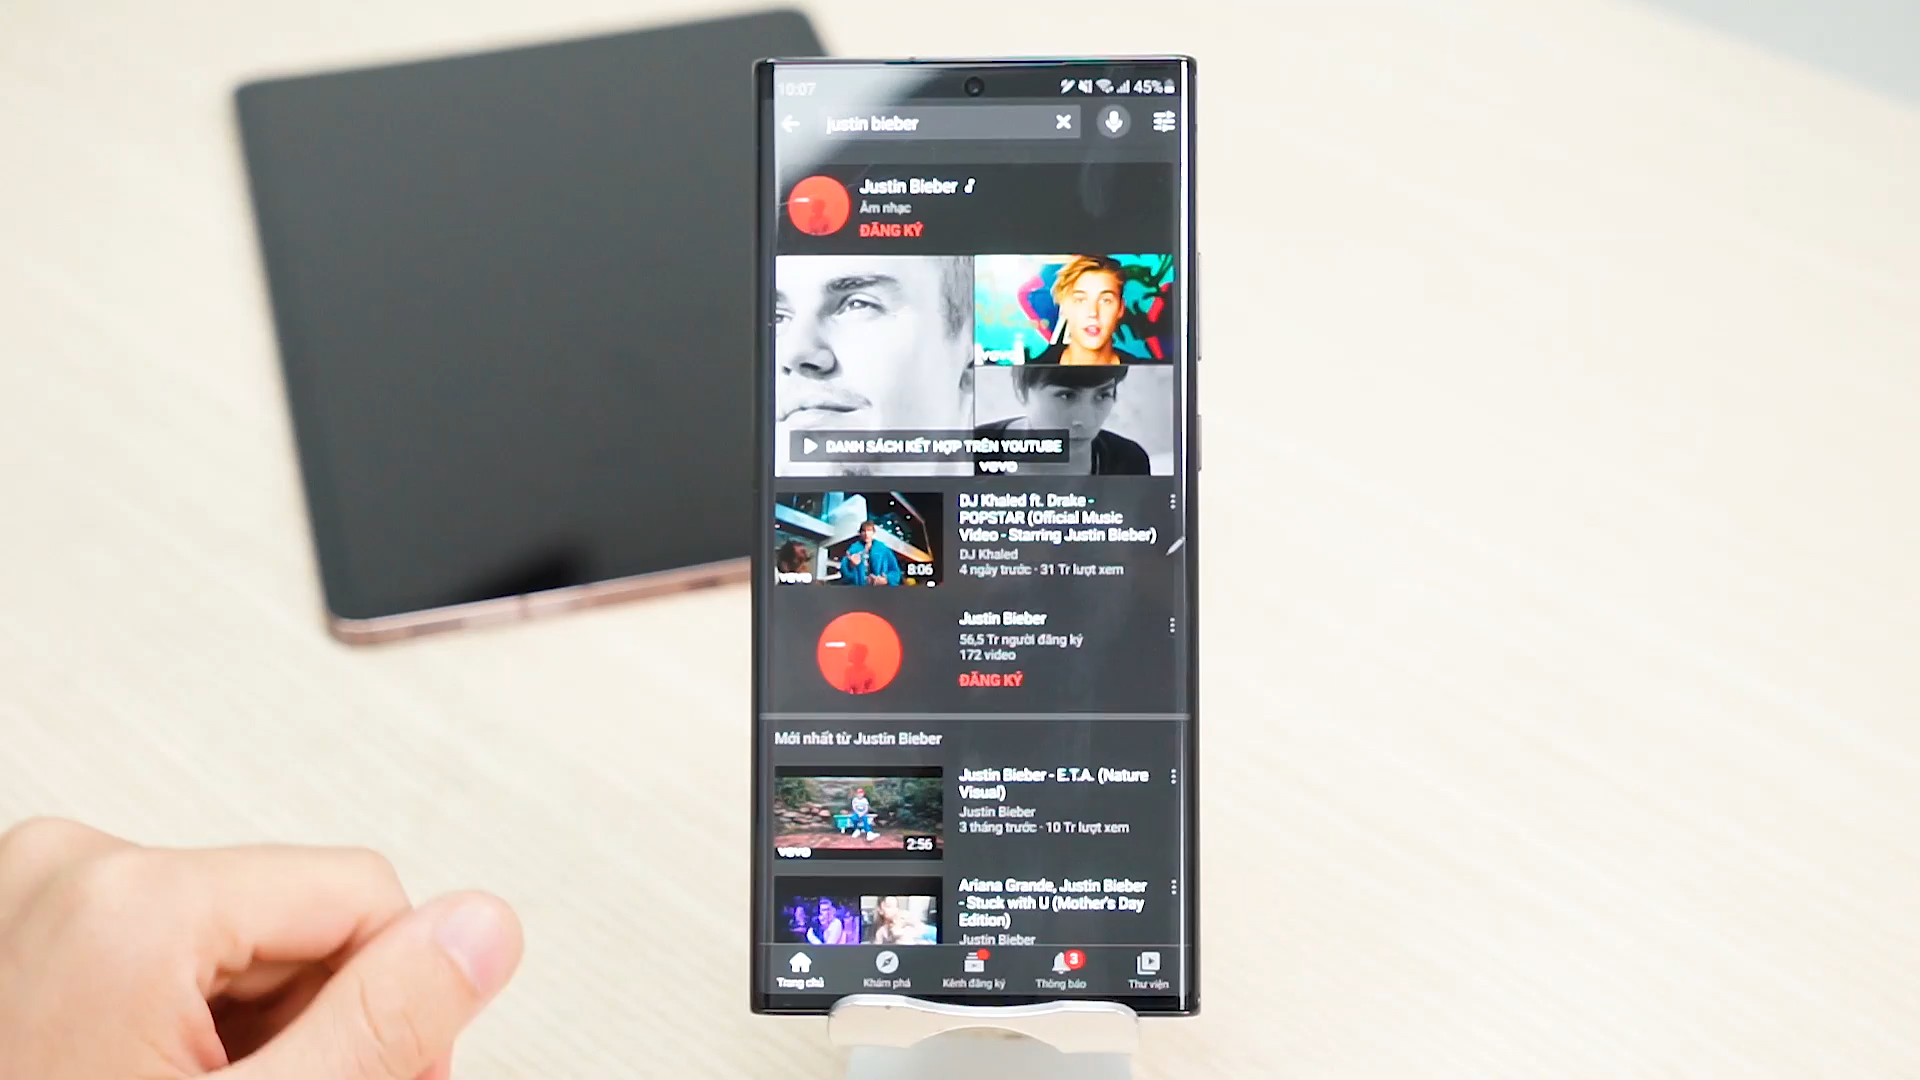 10:07
45%
justin bieber
Justin Bieber
Âm nhạc
ĐĂNG KÝ
vevo
DANH SÁCH KẾT HỢP TRÊN YOUTUBE
vevo
DJ Khaled ft. Drake -
POPSTAR (Official Music
Video - Starring Justin Bieber)
DJ Khaled
4 ngày trước · 31 Tr lượt xem
vevo
8:06
Justin Bieber
56,5 Tr người đăng ký
172 video
ĐĂNG KÝ
Mới nhất từ Justin Bieber
Justin Bieber - E.T.A. (Nature
Visual)
Justin Bieber
3 tháng trước · 10 Tr lượt xem
vevo
2:56
Ariana Grande, Justin Bieber
- Stuck with U (Mother's Day
Edition)
Justin Bieber
3
Trang chủ
Khám phá
Kênh đăng ký
Thông báo
Thư viện